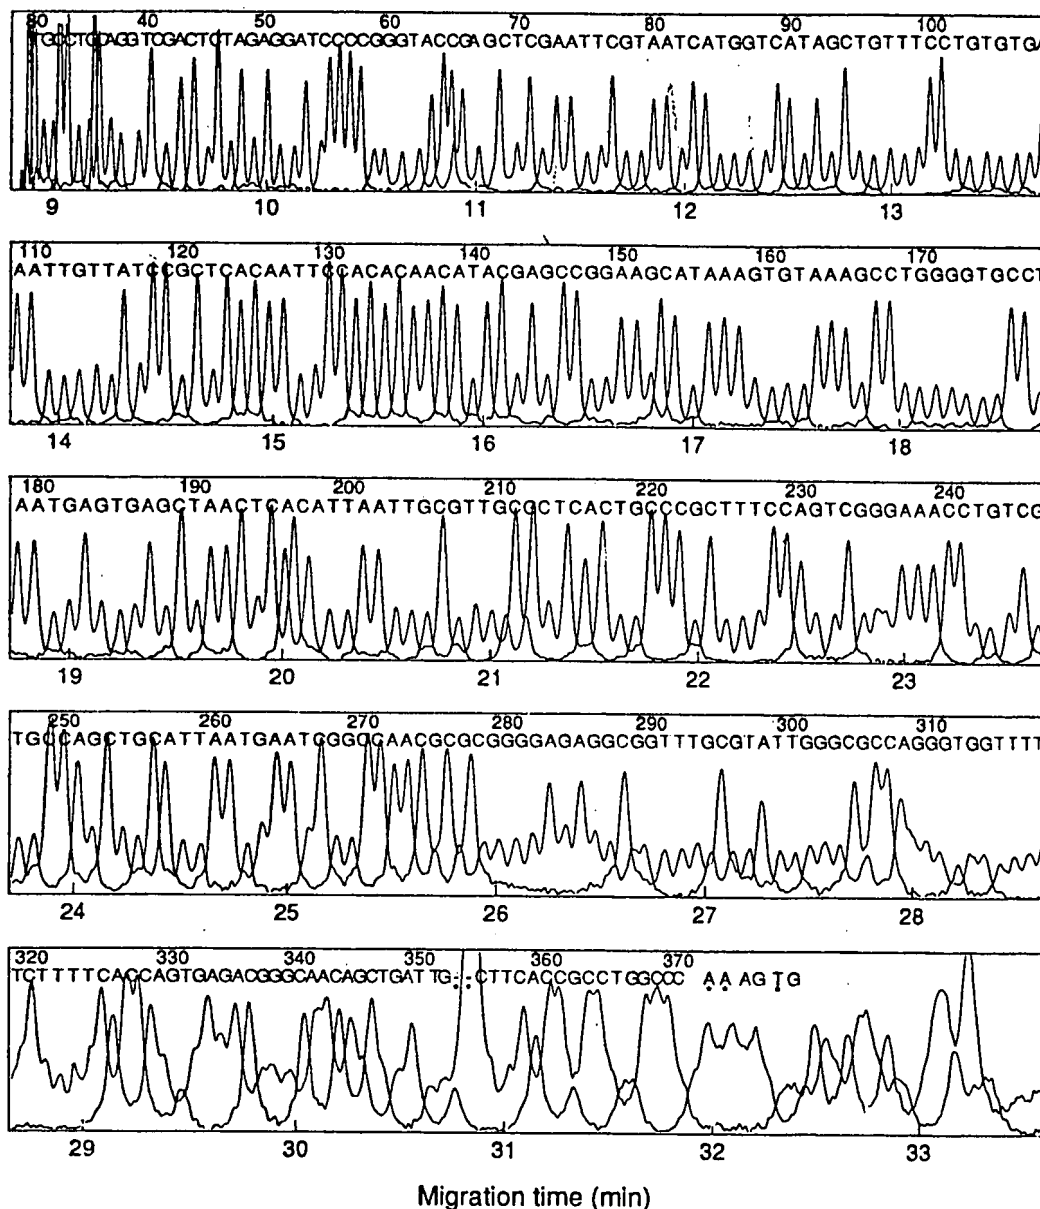 30 40 50 60 70 80 90 100
TGCCTGCAGGTCGACTCTAGAGGATCCCCCGGGTACCGAGCTCGAATTCGTAATCATGGTCATAGCTGTTTCCTGTGTGA
9 10 11 12 13
110 120 130 140 150 160 170
AATTGTTATCCGCTCACAATTCCACACAACATACGAGCCGGAAGCATAAAGTGTAAAGCCTGGGGTGCCT
14 15 16 17 18
180 190 200 210 220 230 240
AATGAGTGAGCTAACTCACATTAATTGCGTTGCGCTCACTGCCCGCTTTCCAGTCGGGAAACCTGTCG
19 20 21 22 23
250 260 270 280 290 300 310
TGCCAGCTGCATTAATGAATCGGCCAACGCGCGGGGAGAGGCGGTTTGCGTATTGGGCGCCAGGGTGGTTTT
24 25 26 27 28
320 330 340 350 360 370
TCTTTTTCACCAGTGAGACGGGCAACAGCTGATTG::CTTCACCGCCTGGCCC AAAGTG
29 30 31 32 33
Migration time (min)